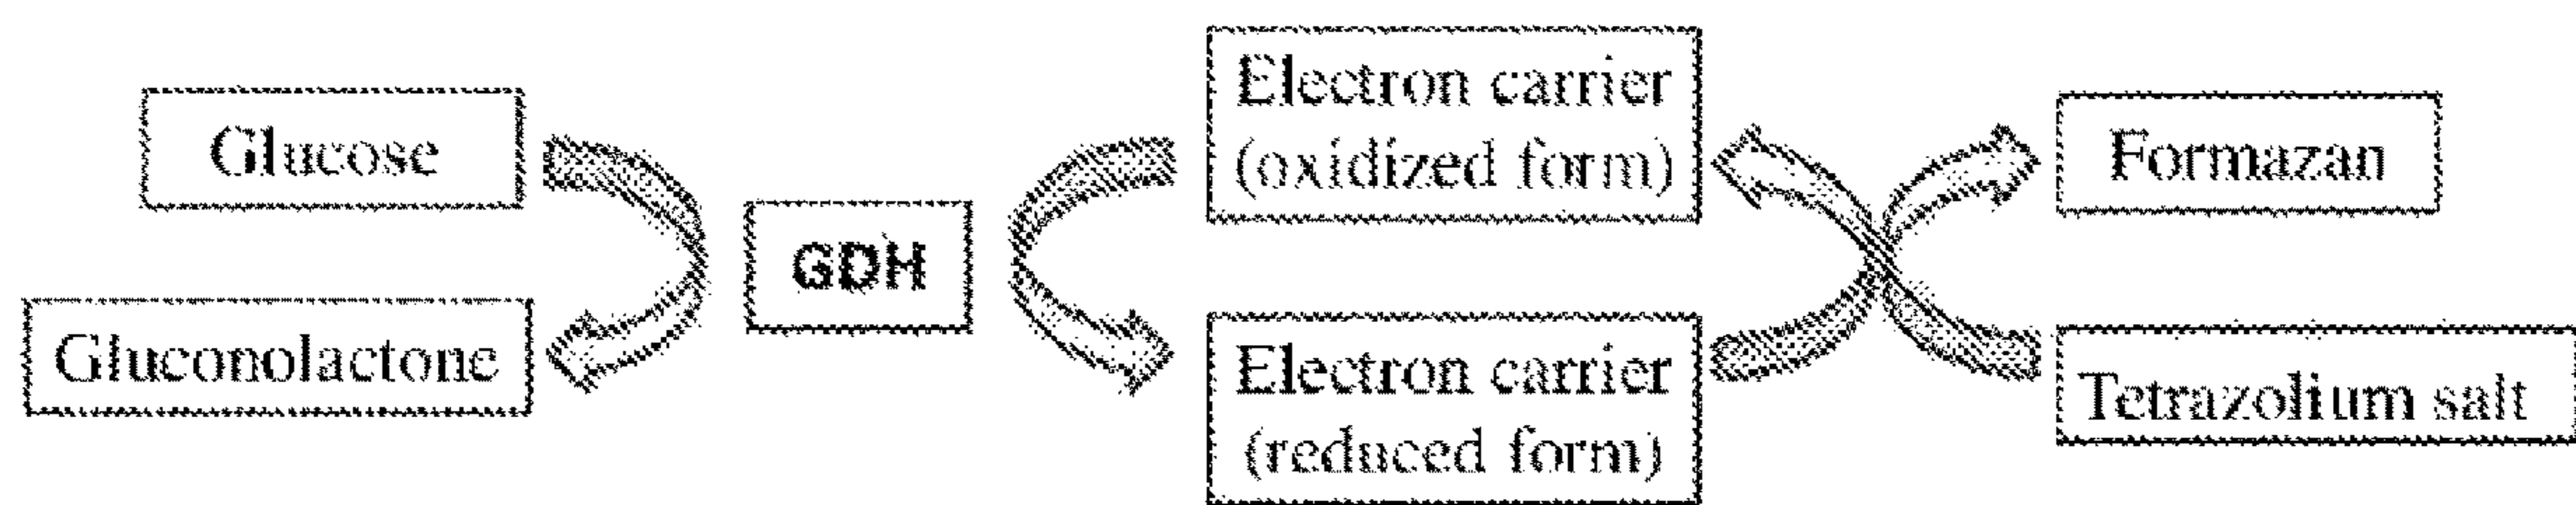 Glucose
Gluconolactone
GDH
Electron carrier
(oxidized form)
Electron carrier
(reduced form)
Formazan
Tetrazolium salt